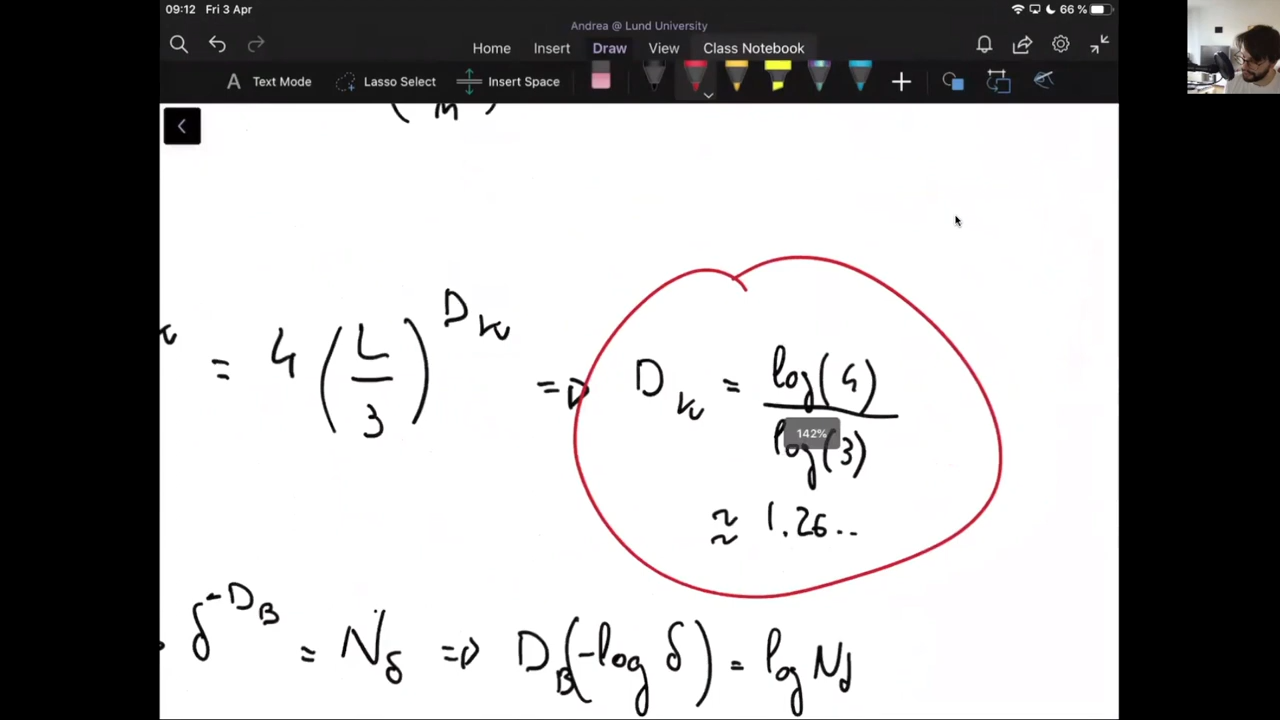 09:12 Fri 3 Apr
66 %
Andrea @ Lund University
Home Insert Draw View Class Notebook
Text Mode Lasso Select Insert Space
= 4 (L/3)^{D_K} => D_K = log(4)/log(3)
142%
≈ 1.26..
δ^{-D_B} = N_δ => D_B(-log δ) = log N_δ